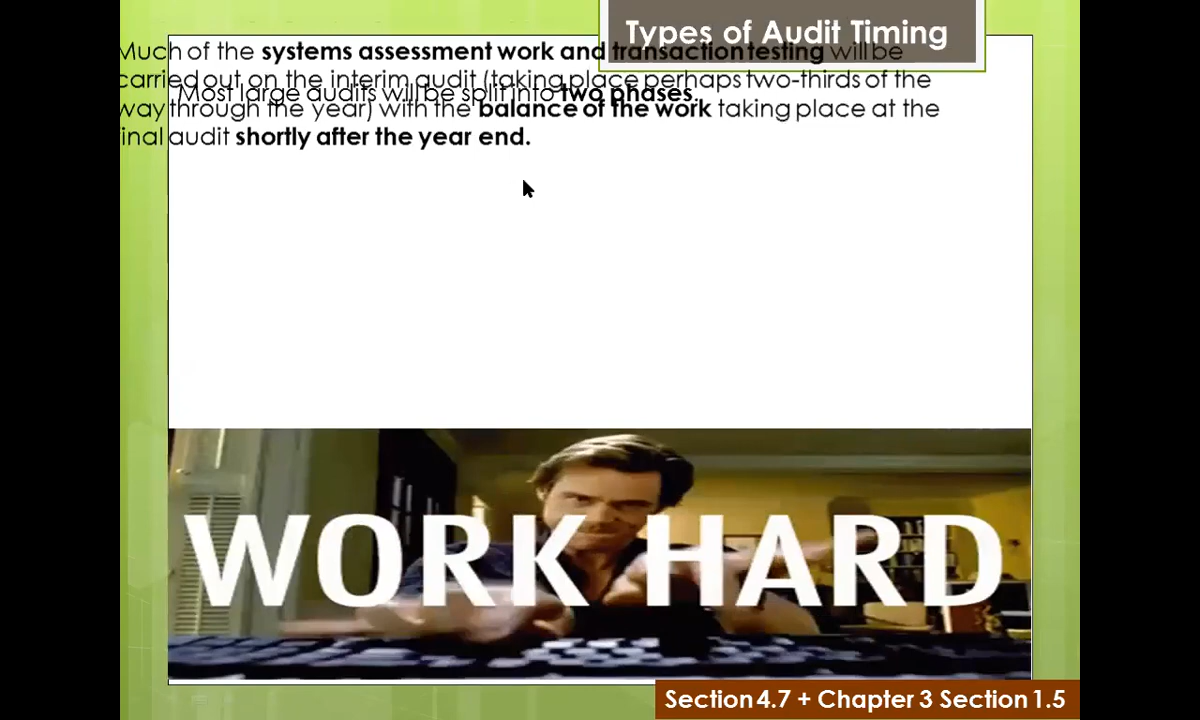 Types of Audit Timing
Much of the systems assessment work and transaction testing will be
carried out on the interim audit (taking place perhaps two-thirds of the
way through the year) with the balance of the work taking place at the
final audit shortly after the year end.
Most large audits will be split into two phases.
WORK HARD
Section 4.7 + Chapter 3 Section 1.5